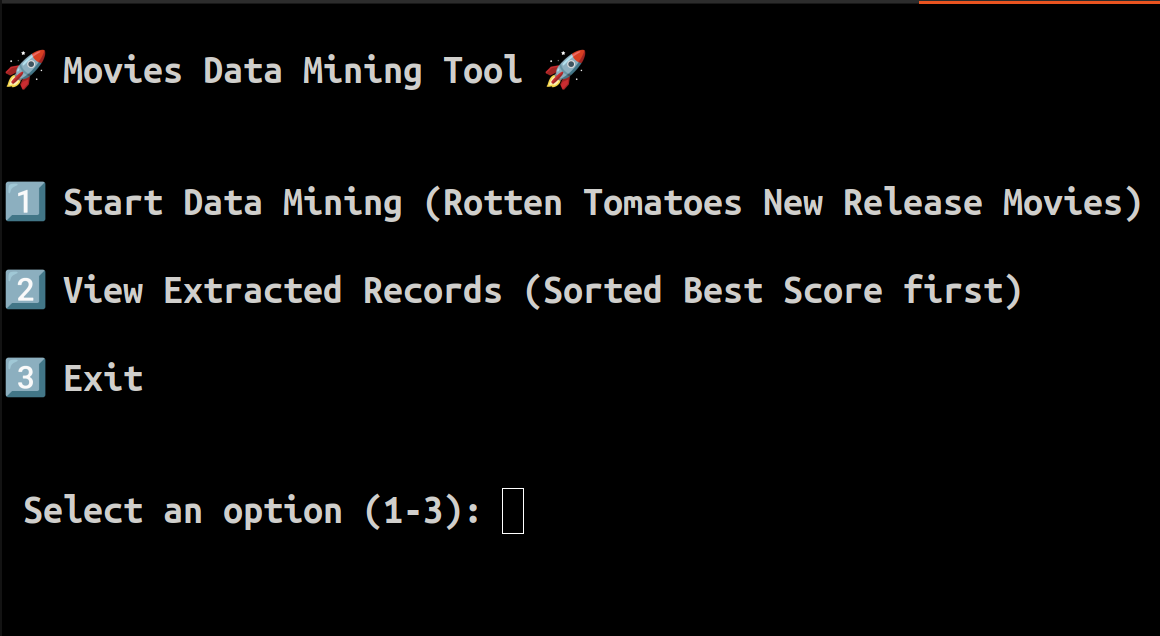 🚀 Movies Data Mining Tool 🚀
1️⃣ Start Data Mining (Rotten Tomatoes New Release Movies)
2️⃣ View Extracted Records (Sorted Best Score first)
3️⃣ Exit
Select an option (1-3):